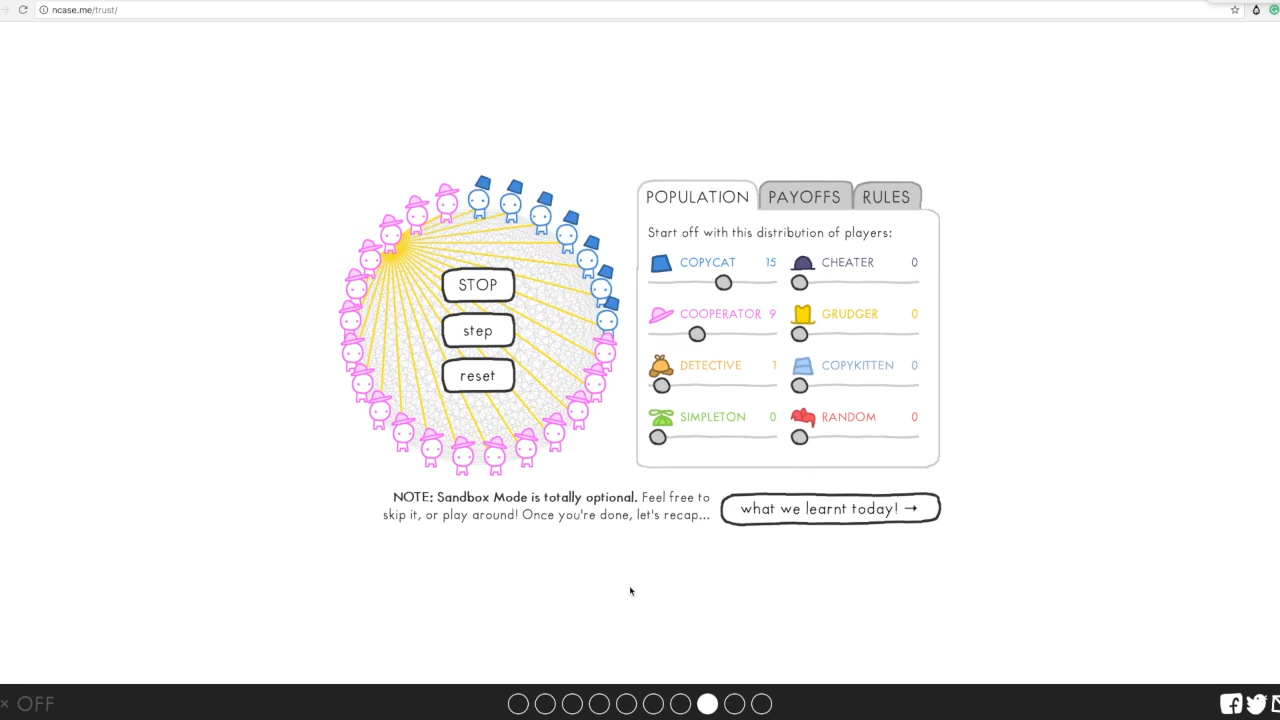 ncase.me/trust/
POPULATION PAYOFFS RULES
Start off with this distribution of players:
COPYCAT 15 CHEATER 0
COOPERATOR 9 GRUDGER 0
DETECTIVE 1 COPYKITTEN 0
SIMPLETON 0 RANDOM 0
STOP
step
reset
NOTE: Sandbox Mode is totally optional. Feel free to
skip it, or play around! Once you're done, let's recap...
what we learnt today! →
× OFF